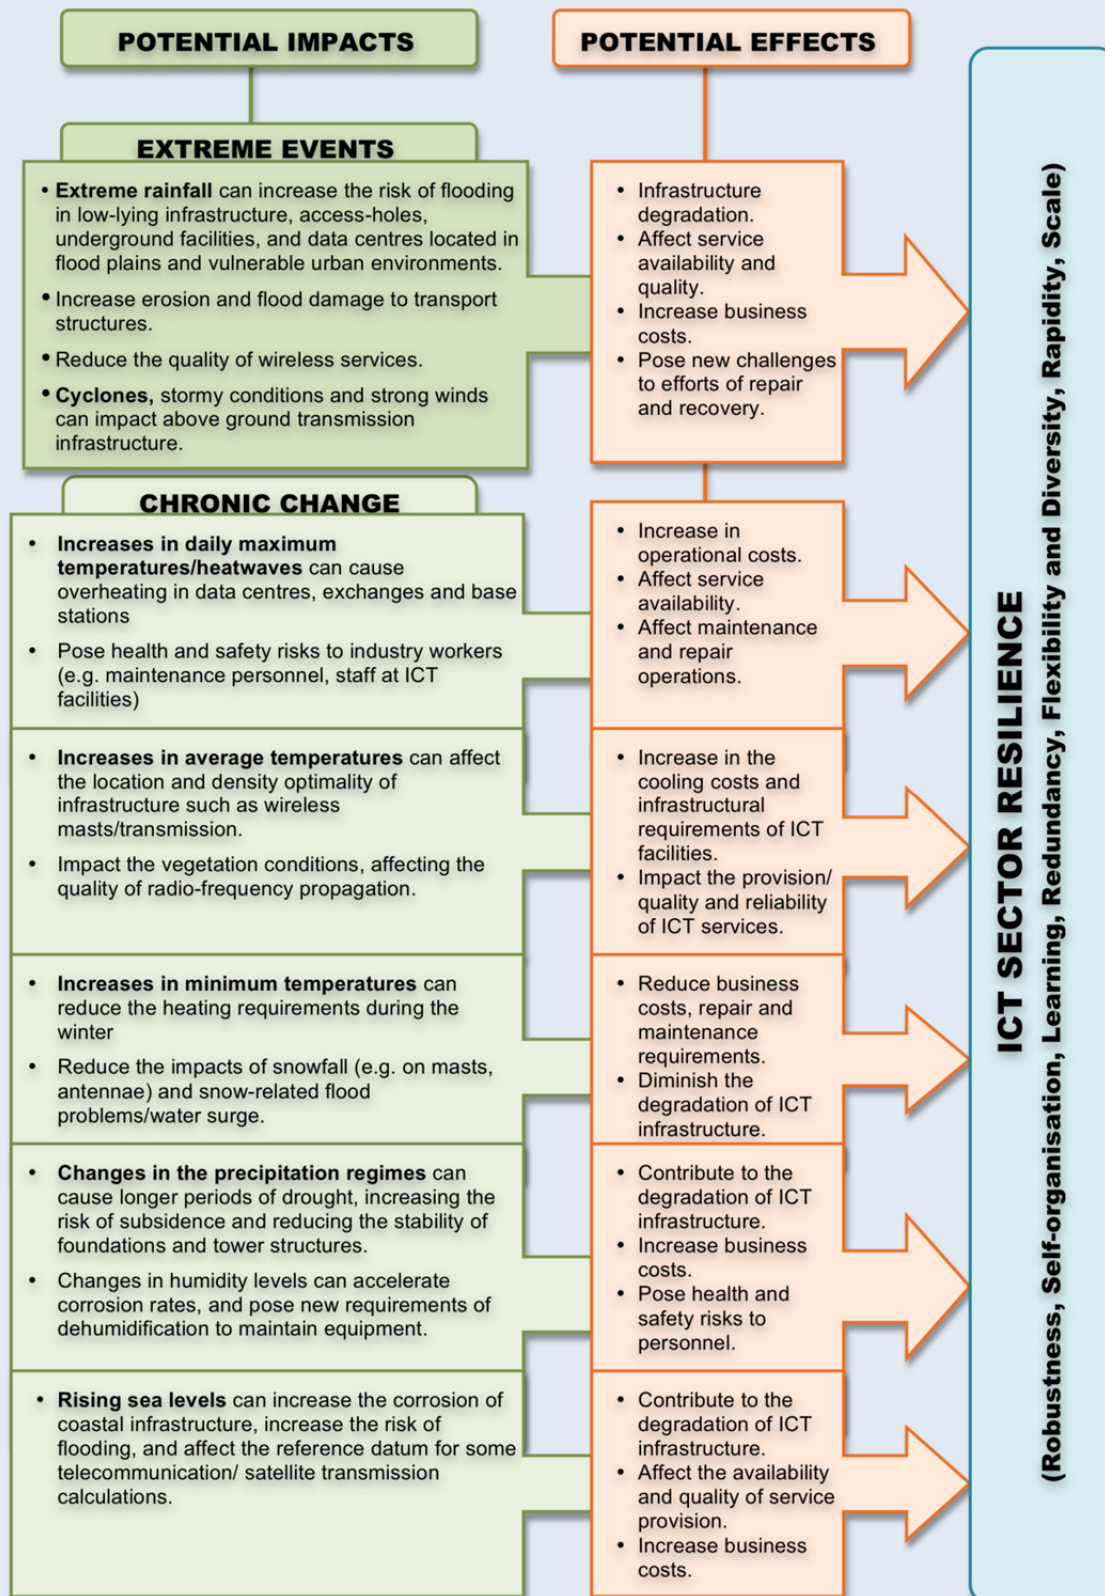 POTENTIAL IMPACTS
POTENTIAL EFFECTS
EXTREME EVENTS
• Extreme rainfall can increase the risk of flooding
in low-lying infrastructure, access-holes,
underground facilities, and data centres located in
flood plains and vulnerable urban environments.
• Increase erosion and flood damage to transport
structures.
• Reduce the quality of wireless services.
• Cyclones, stormy conditions and strong winds
can impact above ground transmission
infrastructure.
• Infrastructure
degradation.
• Affect service
availability and
quality.
• Increase business
costs.
• Pose new challenges
to efforts of repair
and recovery.
CHRONIC CHANGE
• Increases in daily maximum
temperatures/heatwaves can cause
overheating in data centres, exchanges and base
stations
• Pose health and safety risks to industry workers
(e.g. maintenance personnel, staff at ICT
facilities)
• Increase in
operational costs.
• Affect service
availability.
• Affect maintenance
and repair
operations.
• Increases in average temperatures can affect
the location and density optimality of
infrastructure such as wireless
masts/transmission.
• Impact the vegetation conditions, affecting the
quality of radio-frequency propagation.
• Increase in the
cooling costs and
infrastructural
requirements of ICT
facilities.
• Impact the provision/
quality and reliability
of ICT services.
• Increases in minimum temperatures can
reduce the heating requirements during the
winter
• Reduce the impacts of snowfall (e.g. on masts,
antennae) and snow-related flood
problems/water surge.
• Reduce business
costs, repair and
maintenance
requirements.
• Diminish the
degradation of ICT
infrastructure.
• Changes in the precipitation regimes can
cause longer periods of drought, increasing the
risk of subsidence and reducing the stability of
foundations and tower structures.
• Changes in humidity levels can accelerate
corrosion rates, and pose new requirements of
dehumidification to maintain equipment.
• Contribute to the
degradation of ICT
infrastructure.
• Increase business
costs.
• Pose health and
safety risks to
personnel.
• Rising sea levels can increase the corrosion of
coastal infrastructure, increase the risk of
flooding, and affect the reference datum for some
telecommunication/ satellite transmission
calculations.
• Contribute to the
degradation of ICT
infrastructure.
• Affect the availability
and quality of service
provision.
• Increase business
costs.
ICT SECTOR RESILIENCE
(Robustness, Self-organisation, Learning, Redundancy, Flexibility and Diversity, Rapidity, Scale)